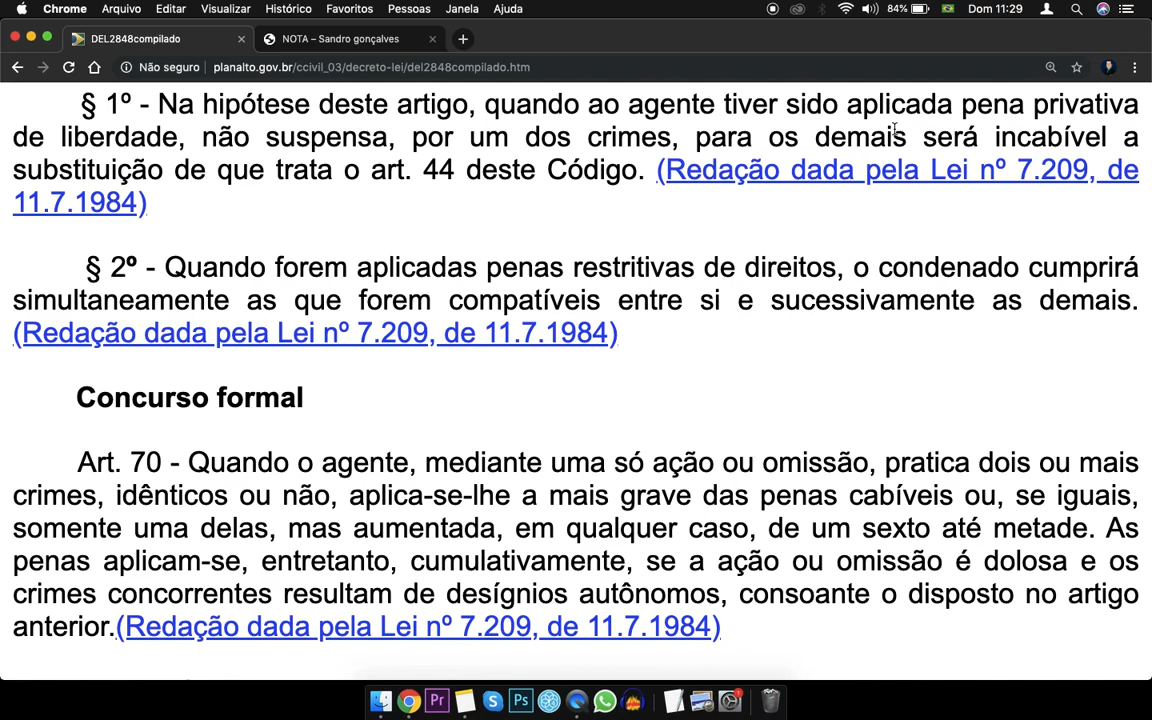 Chrome Arquivo Editar Visualizar Histórico Favoritos Pessoas Janela Ajuda 84% Dom 11:29
DEL2848compilado NOTA – Sandro gonçalves
Não seguro planalto.gov.br/ccivil_03/decreto-lei/del2848compilado.htm
§ 1º - Na hipótese deste artigo, quando ao agente tiver sido aplicada pena privativa
de liberdade, não suspensa, por um dos crimes, para os demais será incabível a
substituição de que trata o art. 44 deste Código. (Redação dada pela Lei nº 7.209, de
11.7.1984)
§ 2º - Quando forem aplicadas penas restritivas de direitos, o condenado cumprirá
simultaneamente as que forem compatíveis entre si e sucessivamente as demais.
(Redação dada pela Lei nº 7.209, de 11.7.1984)
Concurso formal
Art. 70 - Quando o agente, mediante uma só ação ou omissão, pratica dois ou mais
crimes, idênticos ou não, aplica-se-lhe a mais grave das penas cabíveis ou, se iguais,
somente uma delas, mas aumentada, em qualquer caso, de um sexto até metade. As
penas aplicam-se, entretanto, cumulativamente, se a ação ou omissão é dolosa e os
crimes concorrentes resultam de desígnios autônomos, consoante o disposto no artigo
anterior.(Redação dada pela Lei nº 7.209, de 11.7.1984)
Pr Ps